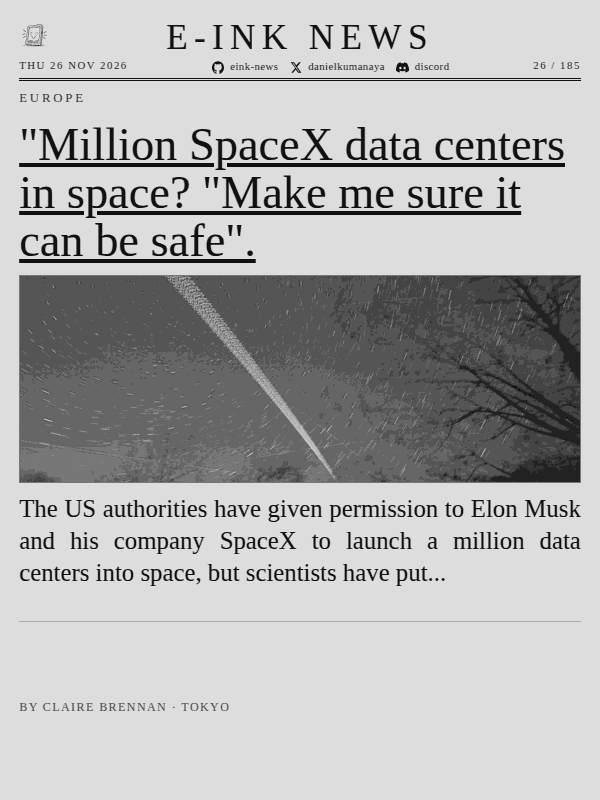 E-INK NEWS
THU 26 NOV 2026 eink-news danielkumanaya discord 26 / 185
EUROPE
"Million SpaceX data centers
in space? "Make me sure it
can be safe".
The US authorities have given permission to Elon Musk
and his company SpaceX to launch a million data
centers into space, but scientists have put...
BY CLAIRE BRENNAN · TOKYO